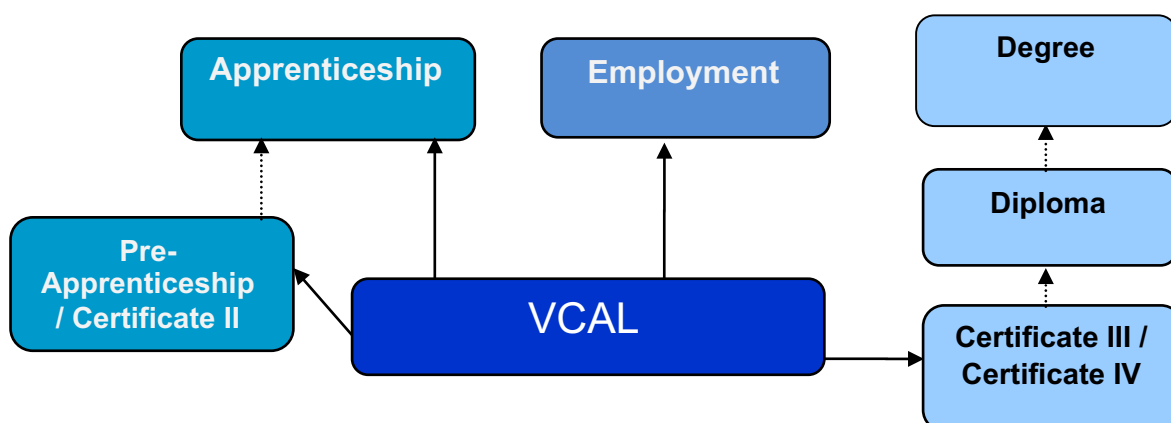 Apprenticeship
Employment
Degree
Diploma
Pre-
Apprenticeship
/ Certificate II
VCAL
Certificate III /
Certificate IV